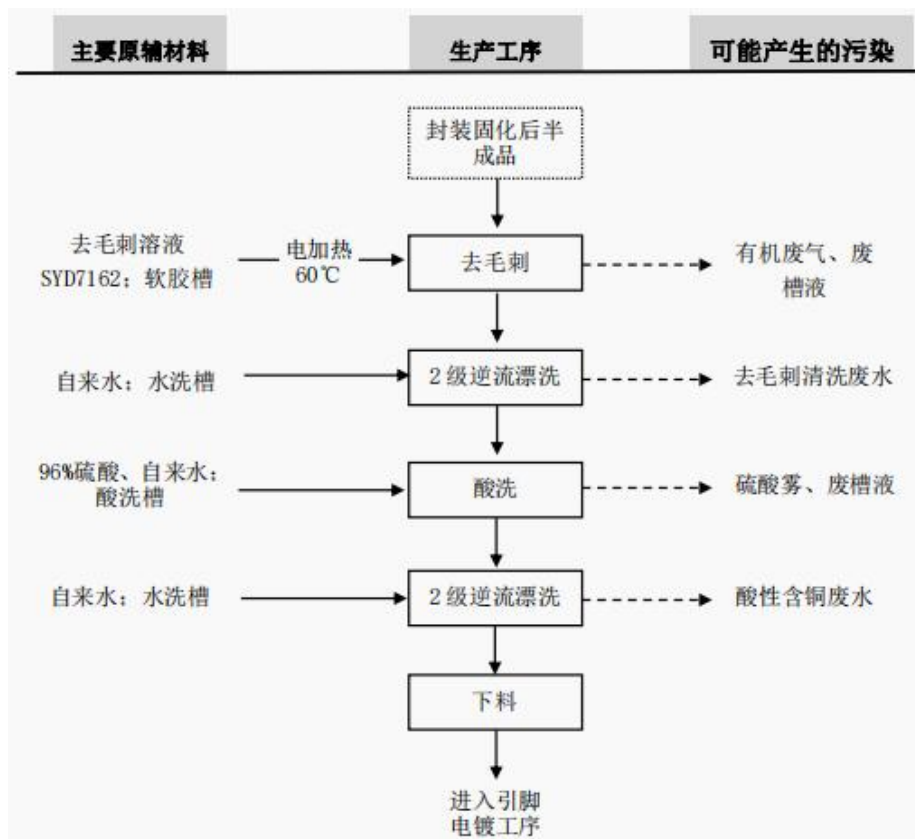 主要原辅材料
生产工序
可能产生的污染
封装固化后半
成品
去毛刺溶液
SYD7162；软胶槽
电加热
60℃
去毛刺
有机废气、废
槽液
自来水；水洗槽
2级逆流漂洗
去毛刺清洗废水
96%硫酸、自来水；
酸洗槽
酸洗
硫酸雾、废槽液
自来水；水洗槽
2级逆流漂洗
酸性含铜废水
下料
进入引脚
电镀工序